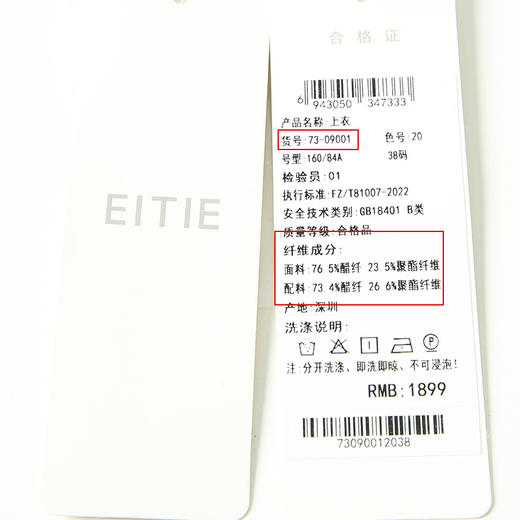 EITIE
合格证
6 943050 347333
产品名称:上衣
货号:73-09001 色号:20
号型:160/84A 38码
检验员:01
执行标准:FZ/T81007-2022
安全技术类别:GB18401 B类
质量等级:合格品
纤维成分:
面料:76.5%醋纤 23.5%聚酯纤维
配料:73.4%醋纤 26.6%聚酯纤维
产地:深圳
洗涤说明:
注:分开洗涤、即洗即晾、不可浸泡!
RMB:1899
73090012038